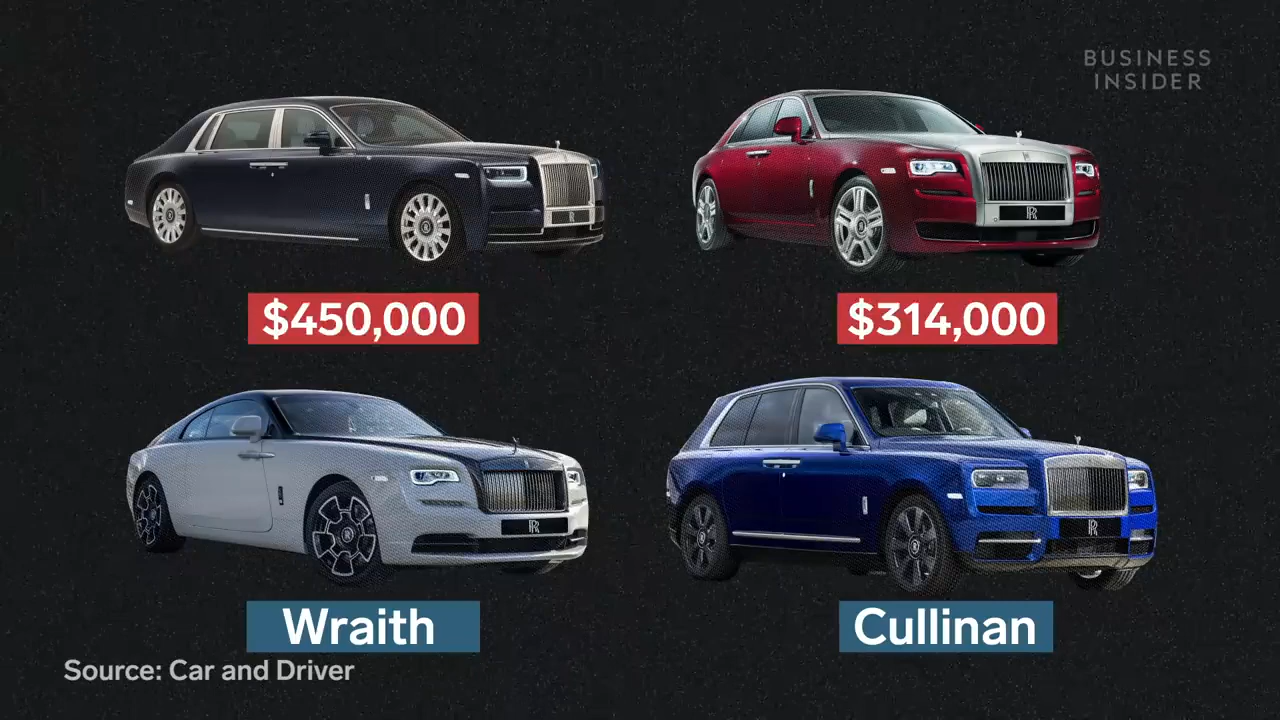 BUSINESS
INSIDER
$450,000
$314,000
Wraith
Cullinan
Source: Car and Driver